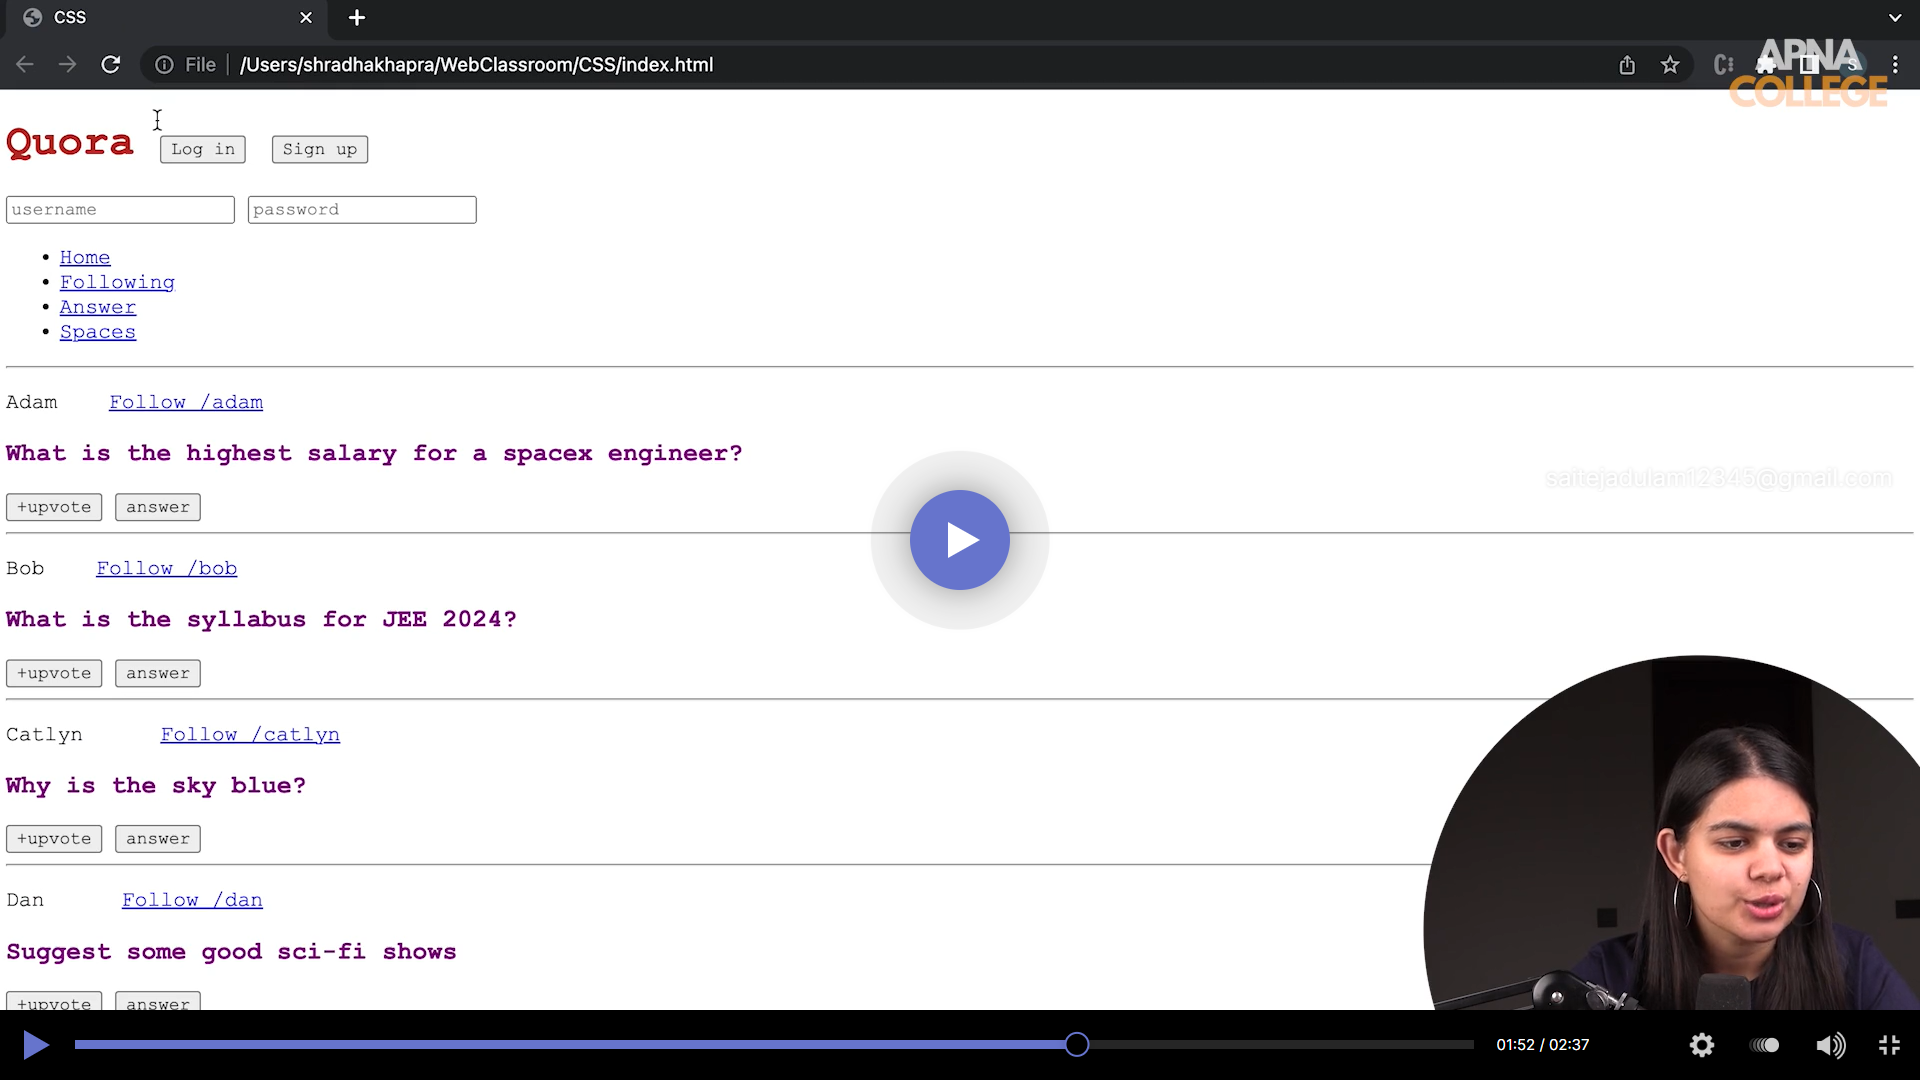 CSS
File /Users/shradhakhapra/WebClassroom/CSS/index.html
APNA
COLLEGE
Quora Log in Sign up
username password
Home
Following
Answer
Spaces
Adam Follow /adam
What is the highest salary for a spacex engineer?
saitejadulam12345@gmail.com
+upvote answer
Bob Follow /bob
What is the syllabus for JEE 2024?
+upvote answer
Catlyn Follow /catlyn
Why is the sky blue?
+upvote answer
Dan Follow /dan
Suggest some good sci-fi shows
+upvote answer
01:52 / 02:37